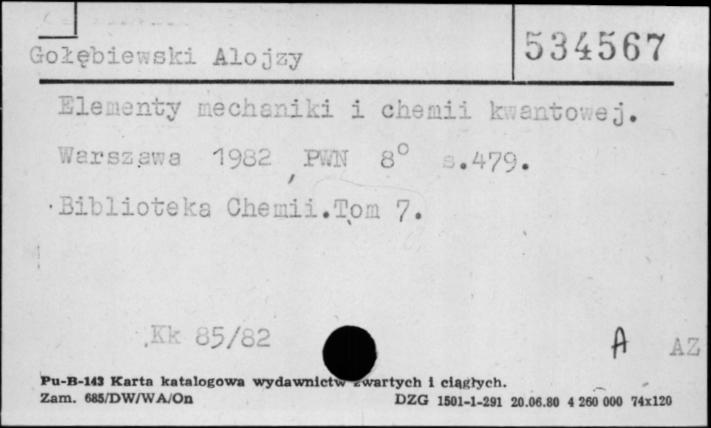 Gołębiewski Alojzy
534567
Elementy mechaniki i chemii kwantowej.
Warszawa 1982, PWN 8° s.479.
Biblioteka Chemii.Tom 7.
Kk 85/82
A AZ
Pu-B-143 Karta katalogowa wydawnictw zwartych i ciągłych.
Zam. 685/DW/WA/On DZG 1501-1-291 20.06.80 4 260 000 74x120